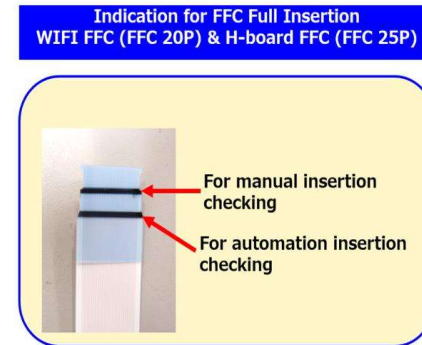 Indication for FFC Full Insertion
WIFI FFC (FFC 20P) & H-board FFC (FFC 25P)
For manual insertion
checking
For automation insertion
checking